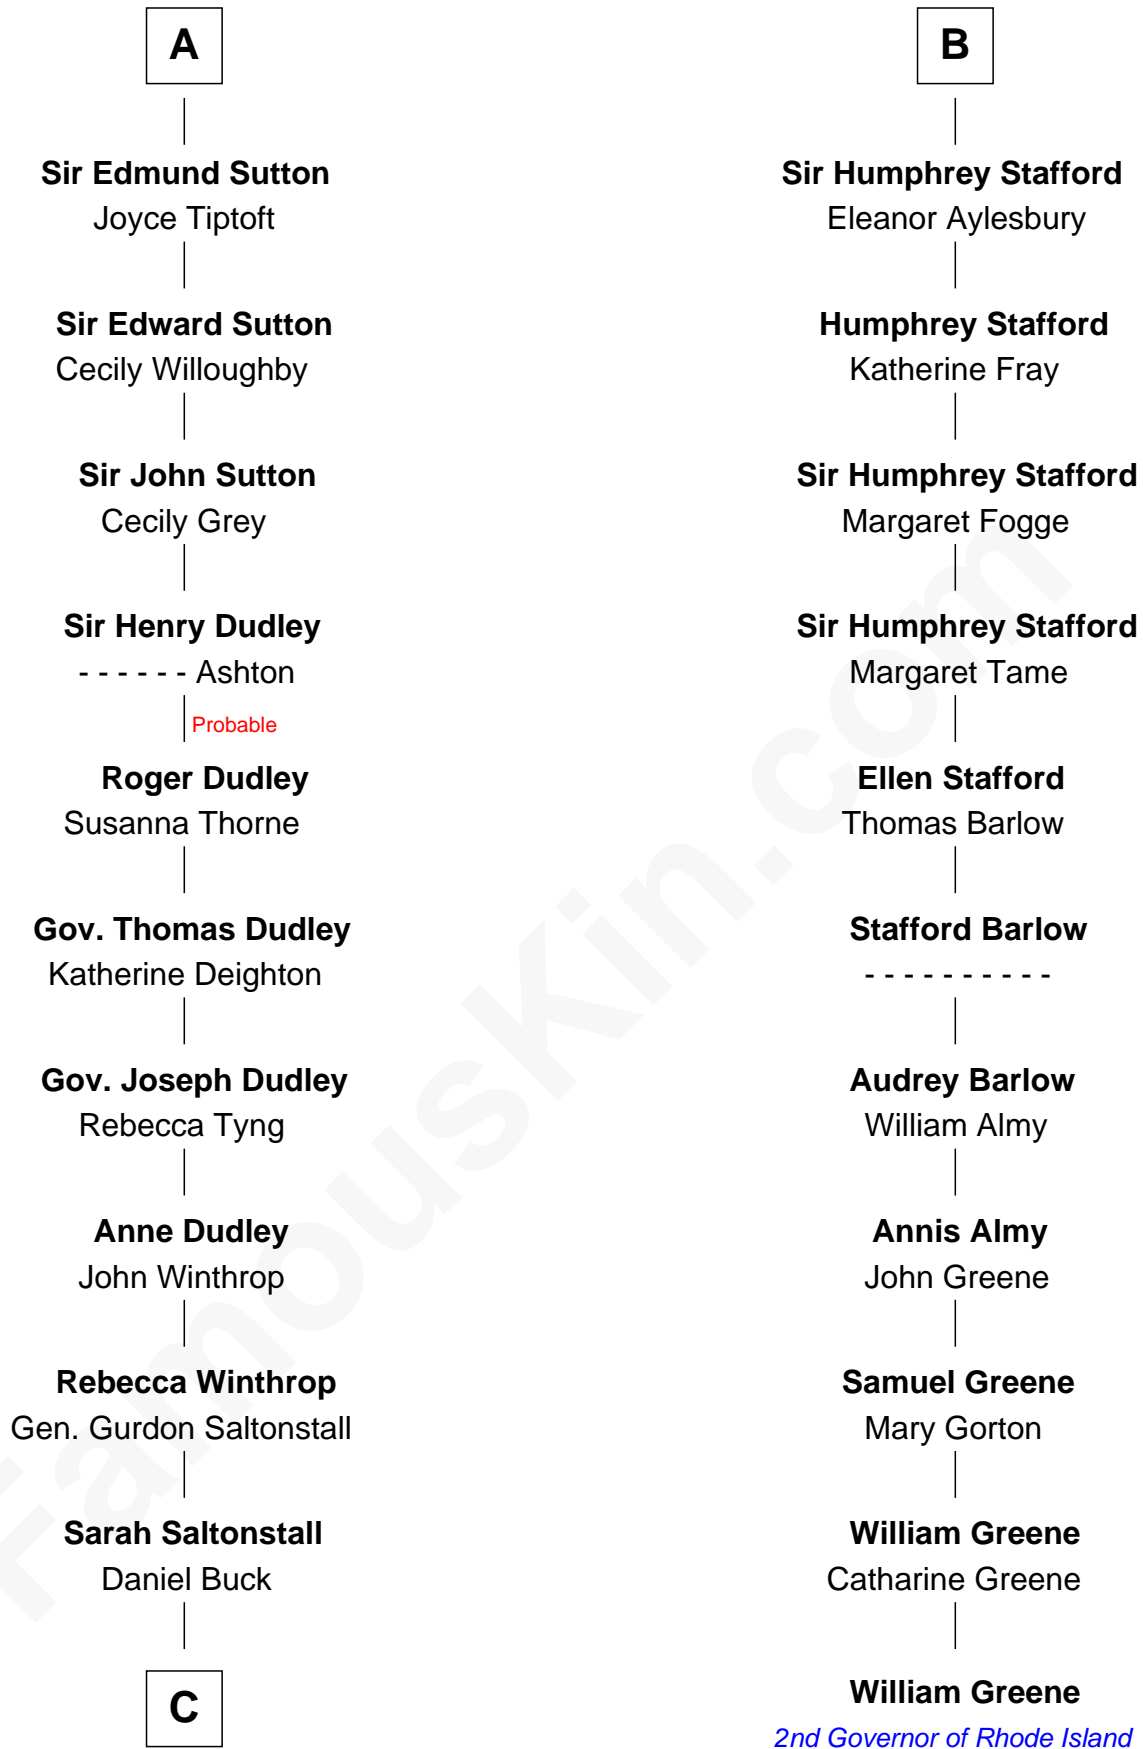 A
Sir Edmund Sutton
Joyce Tiptoft
Sir Edward Sutton
Cecily Willoughby
Sir John Sutton
Cecily Grey
Sir Henry Dudley
- - - - - - Ashton
Probable
Roger Dudley
Susanna Thorne
Gov. Thomas Dudley
Katherine Deighton
Gov. Joseph Dudley
Rebecca Tyng
Anne Dudley
John Winthrop
Rebecca Winthrop
Gen. Gurdon Saltonstall
Sarah Saltonstall
Daniel Buck
C
B
Sir Humphrey Stafford
Eleanor Aylesbury
Humphrey Stafford
Katherine Fray
Sir Humphrey Stafford
Margaret Fogge
Sir Humphrey Stafford
Margaret Tame
Ellen Stafford
Thomas Barlow
Stafford Barlow
- - - - - - - - - -
Audrey Barlow
William Almy
Annis Almy
John Greene
Samuel Greene
Mary Gorton
William Greene
Catharine Greene
William Greene
2nd Governor of Rhode Island
FamousKin.com